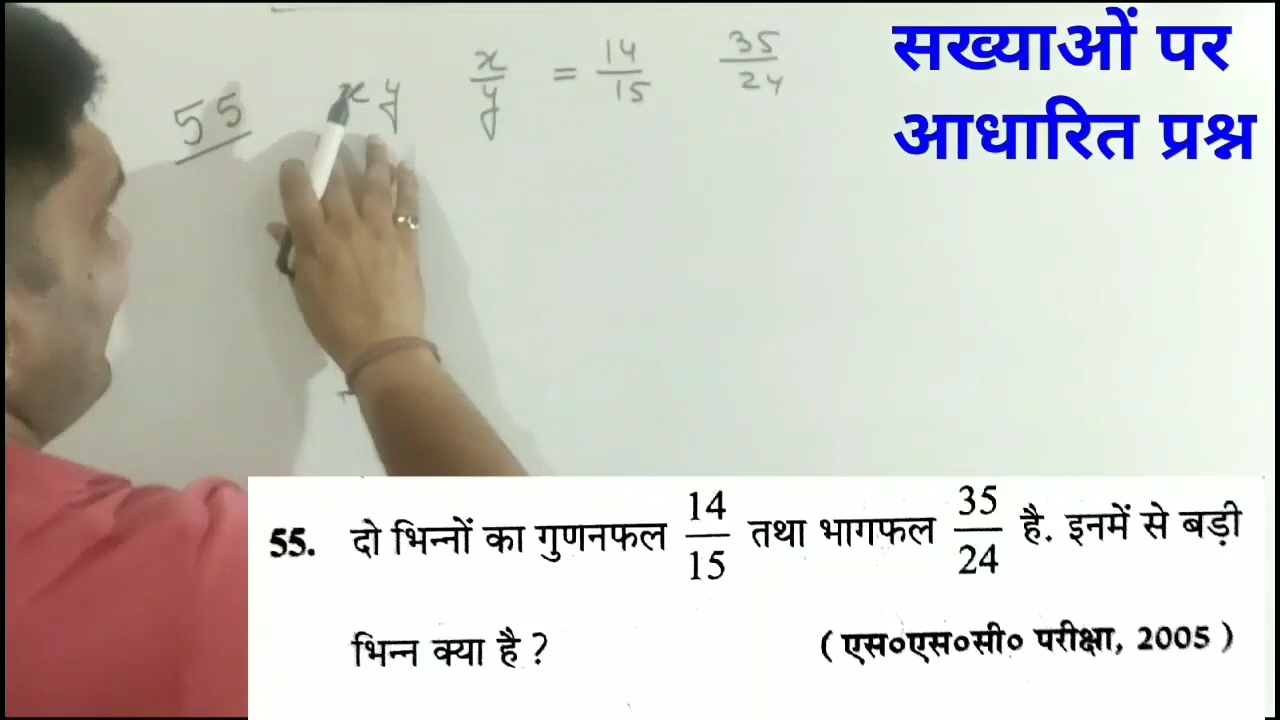 सख्याओं पर
आधारित प्रश्न
55 x y x/y = 14/15 35/24
55. दो भिन्नों का गुणनफल 14/15 तथा भागफल 35/24 है. इनमें से बड़ी
भिन्न क्या है ?
( एस०एस०सी० परीक्षा, 2005 )